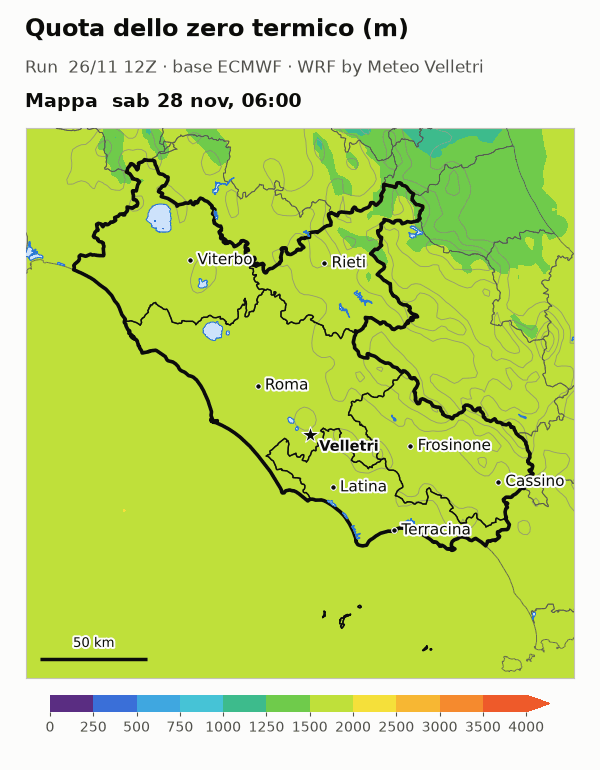 Quota dello zero termico (m)
Run  26/11 12Z · base ECMWF · WRF by Meteo Velletri
Mappa  sab 28 nov, 06:00
Viterbo
Rieti
Roma
Velletri
Frosinone
Cassino
Latina
Terracina
50 km
0 250 500 750 1000 1250 1500 2000 2500 3000 3500 4000